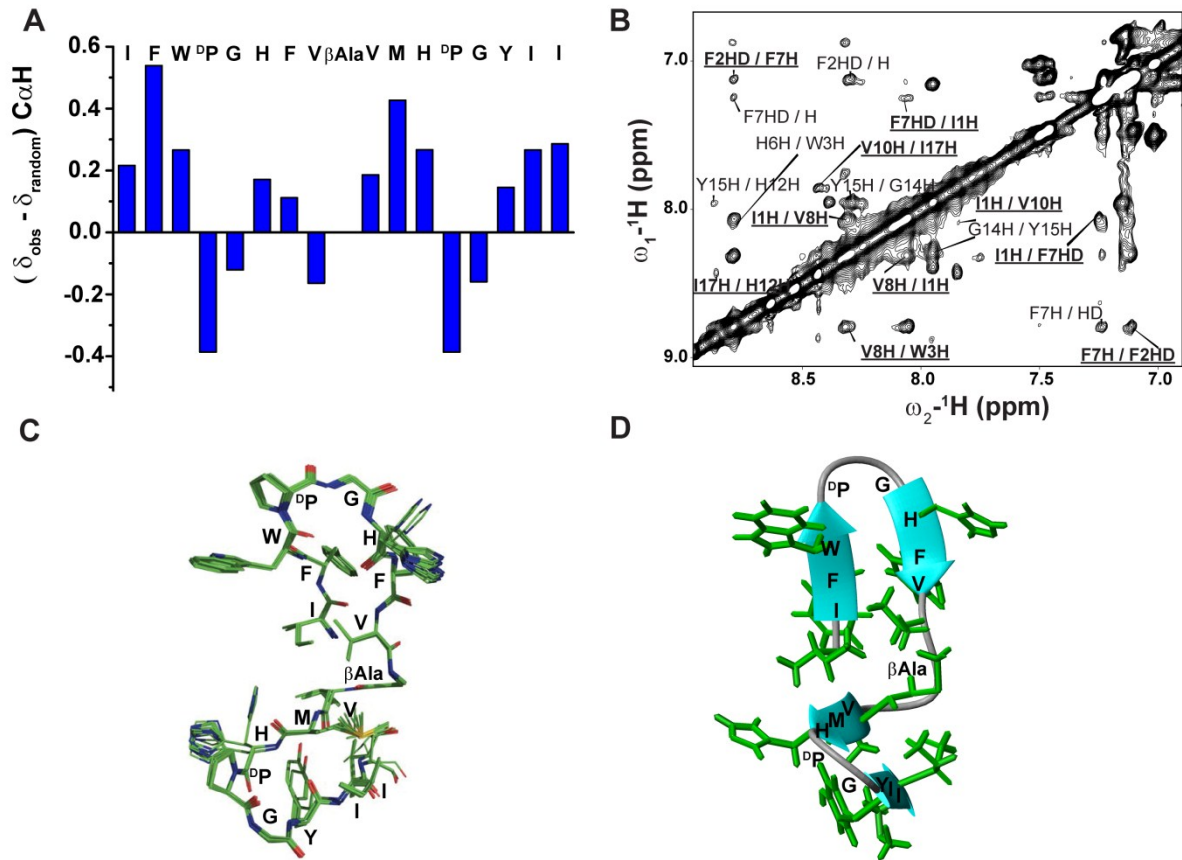 A
I F W ᴰP G H F V βAla V M H ᴰP G Y I I
(δobs - δrandom) CαH
0.6
0.4
0.2
0.0
-0.2
-0.4
B
ω1-¹H (ppm)
7.0
8.0
9.0
F2HD / F7H
F2HD / H
F7HD / H
F7HD / I1H
H6H / W3H
V10H / I17H
Y15H / H12H
Y15H / G14H
I1H / V8H
I1H / V10H
G14H / Y15H
I1H / F7HD
I17H / H12H
V8H / I1H
F7H / HD
V8H / W3H
F7H / F2HD
8.5 8.0 7.5 7.0
ω2-¹H (ppm)
C
ᴰP G
W H
F F
I V
βAla
M V
H
ᴰP I
G Y I
D
ᴰP G
W H
F F
I V
βAla
H M V
ᴰP
G Y I I